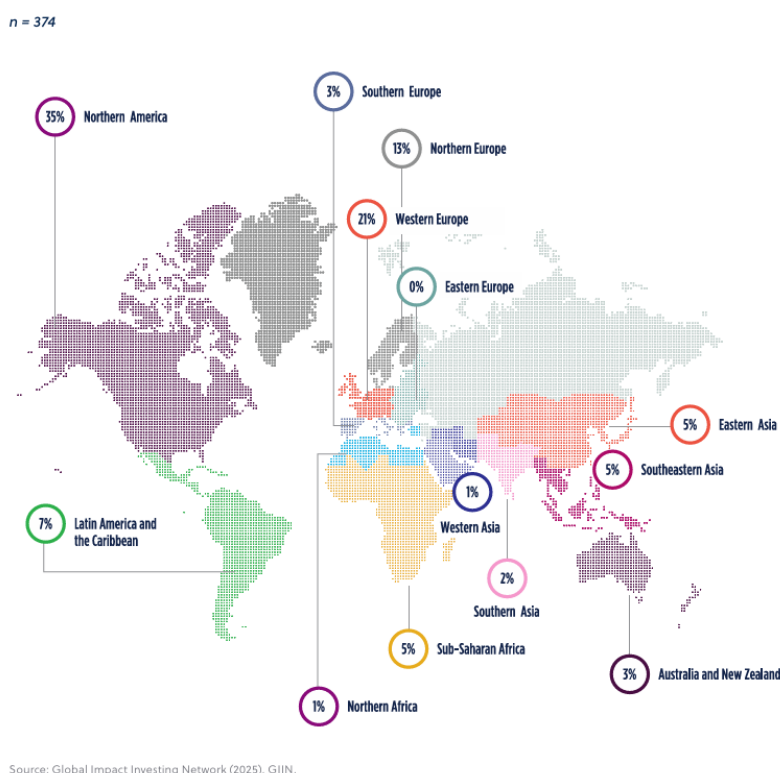 n = 374
3% Southern Europe
35% Northern America
13% Northern Europe
21% Western Europe
0% Eastern Europe
5% Eastern Asia
5% Southeastern Asia
1%
Western Asia
7% Latin America and
the Caribbean
2%
Southern Asia
5% Sub-Saharan Africa
3% Australia and New Zealand
1% Northern Africa
Source: Global Impact Investing Network (2025). GIIN.